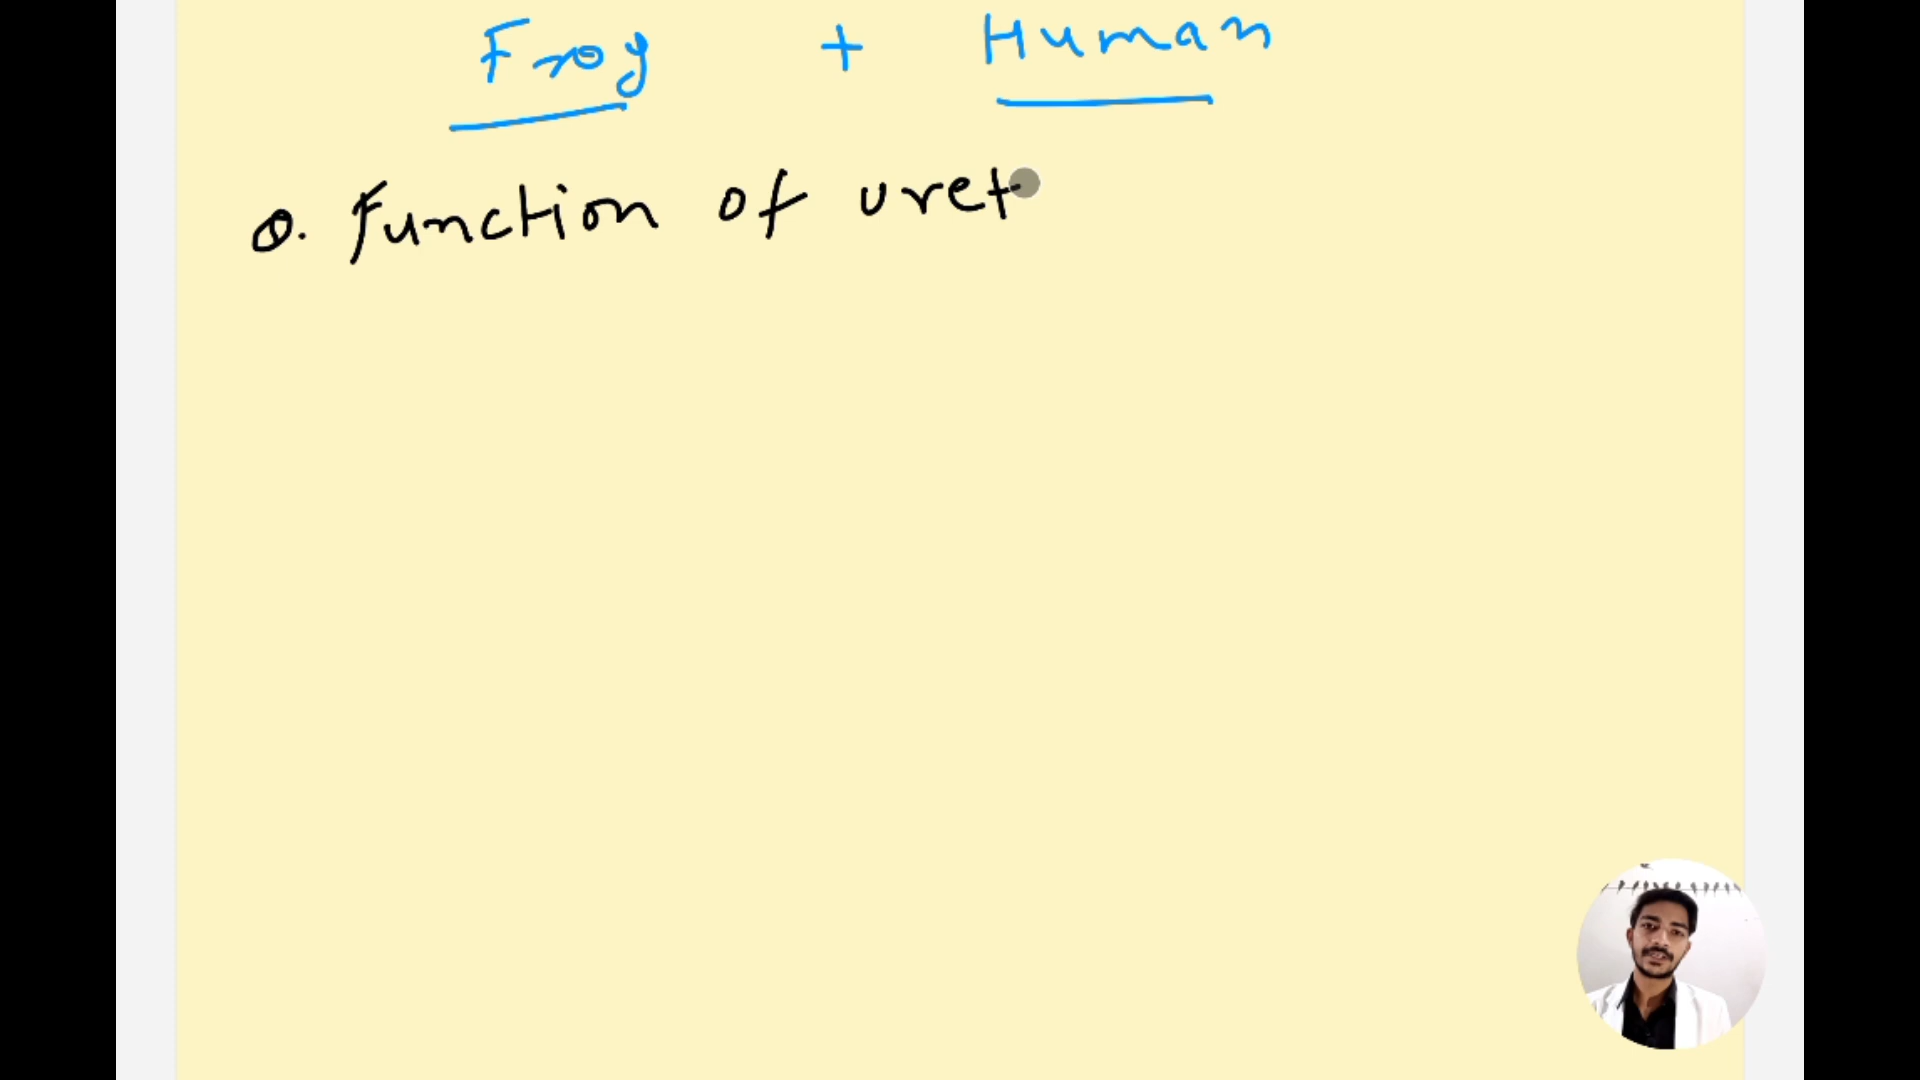 Frog + Human
Q. Function of uret